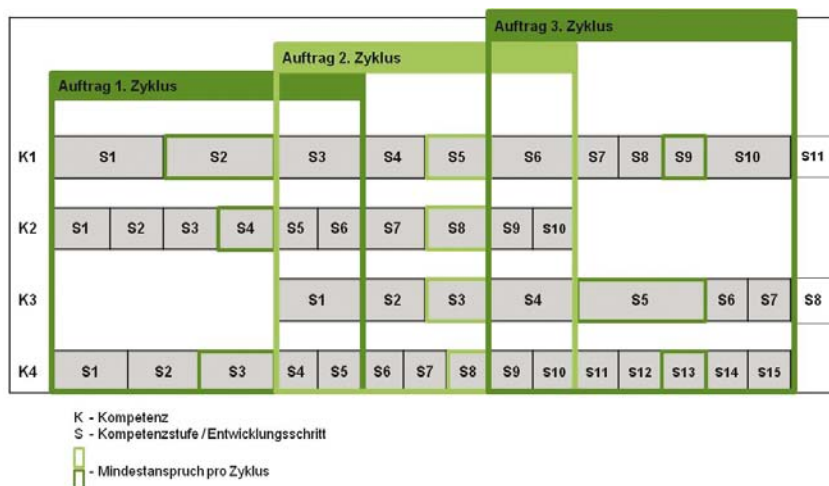 Auftrag 3. Zyklus
Auftrag 2. Zyklus
Auftrag 1. Zyklus
K1 S1 S2 S3 S4 S5 S6 S7 S8 S9 S10 S11
K2 S1 S2 S3 S4 S5 S6 S7 S8 S9 S10
K3 S1 S2 S3 S4 S5 S6 S7 S8
K4 S1 S2 S3 S4 S5 S6 S7 S8 S9 S10 S11 S12 S13 S14 S15
K - Kompetenz
S - Kompetenzstufe / Entwicklungsschritt
- Mindestanspruch pro Zyklus